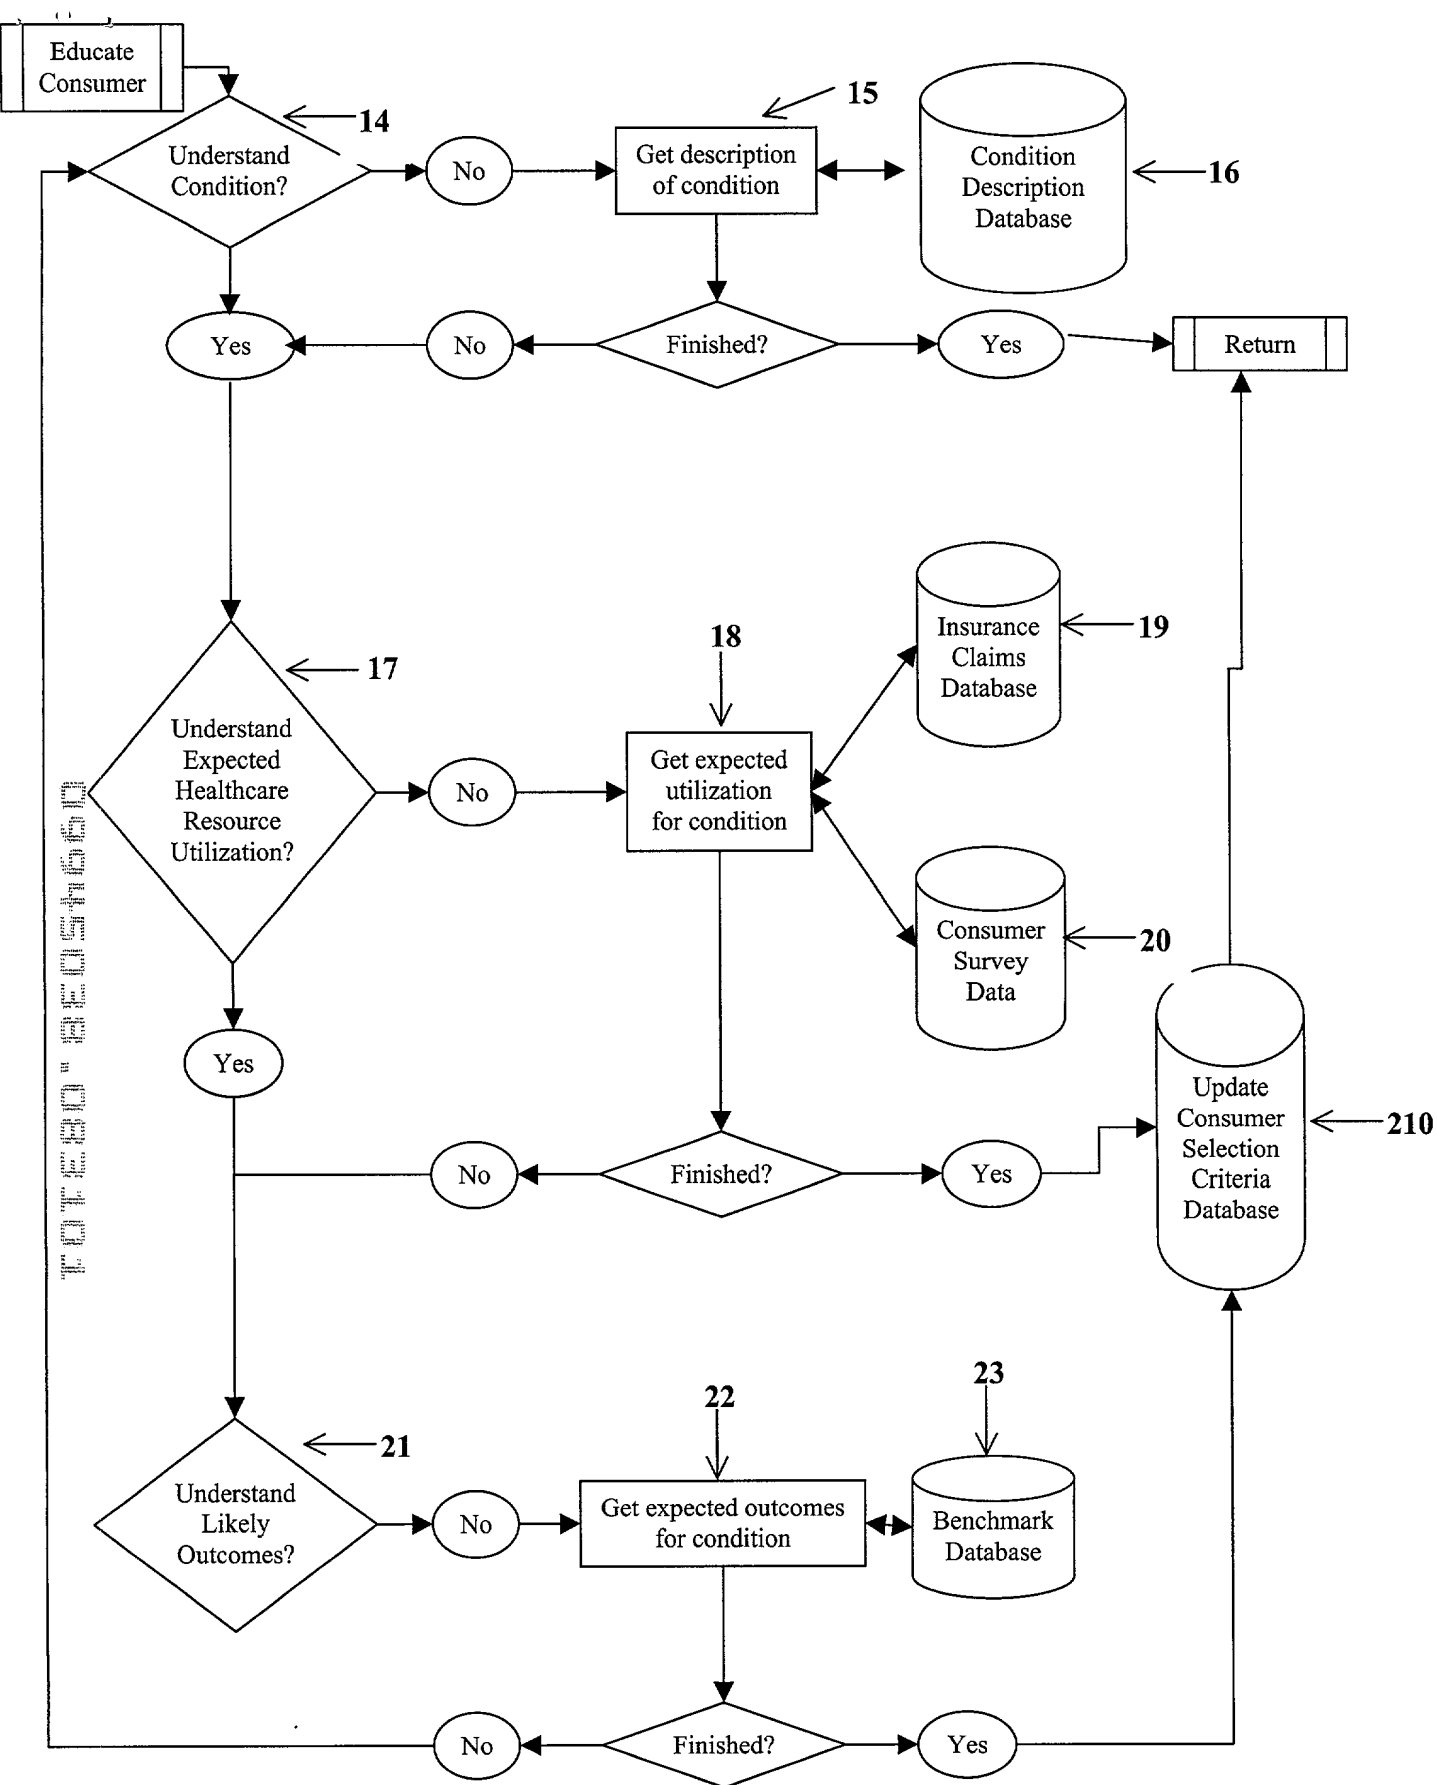 Educate
Consumer
14
Understand
Condition?
No
15
Get description
of condition
Condition
Description
Database
16
Yes
No
Finished?
Yes
Return
17
Understand
Expected
Healthcare
Resource
Utilization?
No
18
Get expected
utilization
for condition
Insurance
Claims
Database
19
Consumer
Survey
Data
20
Yes
No
Finished?
Yes
Update
Consumer
Selection
Criteria
Database
210
21
Understand
Likely
Outcomes?
No
22
Get expected outcomes
for condition
23
Benchmark
Database
No
Finished?
Yes